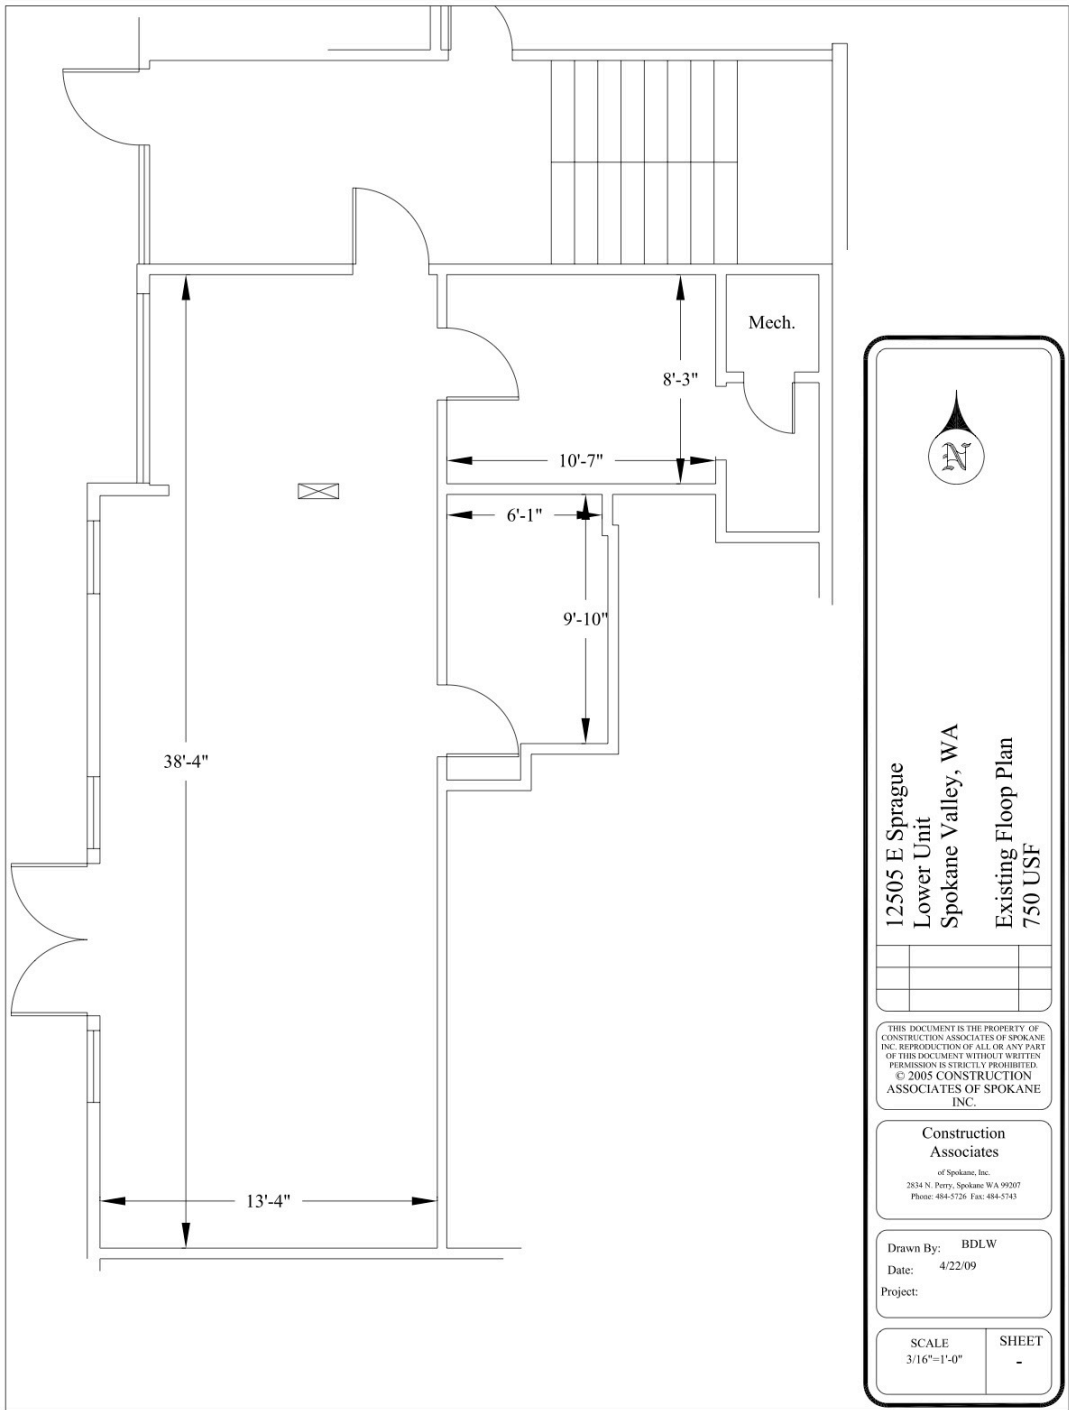 Mech.
8'-3"
10'-7"
6'-1"
9'-10"
38'-4"
13'-4"
N
12505 E Sprague
Lower Unit
Spokane Valley, WA
Existing Floop Plan
750 USF
THIS DOCUMENT IS THE PROPERTY OF
CONSTRUCTION ASSOCIATES OF SPOKANE
INC. REPRODUCTION OF ALL OR ANY PART
OF THIS DOCUMENT WITHOUT WRITTEN
PERMISSION IS STRICTLY PROHIBITED.
© 2005 CONSTRUCTION
ASSOCIATES OF SPOKANE
INC.
Construction
Associates
of Spokane, Inc.
2834 N. Perry, Spokane WA 99207
Phone: 484-5726 Fax: 484-5743
Drawn By: BDLW
Date: 4/22/09
Project:
SCALE
3/16"=1'-0"
SHEET
-